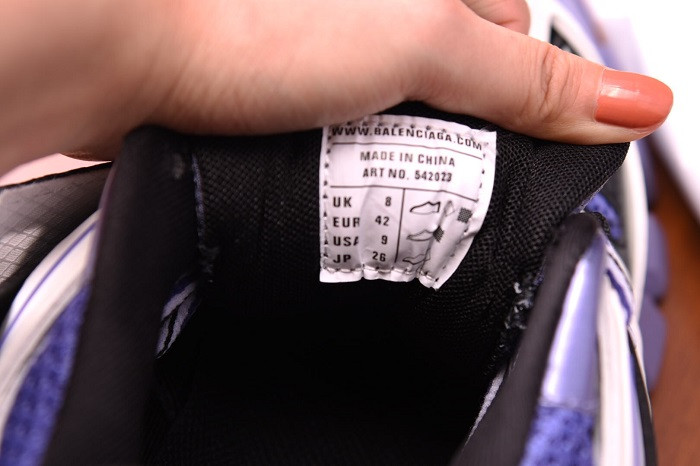 WWW.BALENCIAGA.COM
MADE IN CHINA
ART NO. 542023
UK 8
EUR 42
USA 9
JP 26